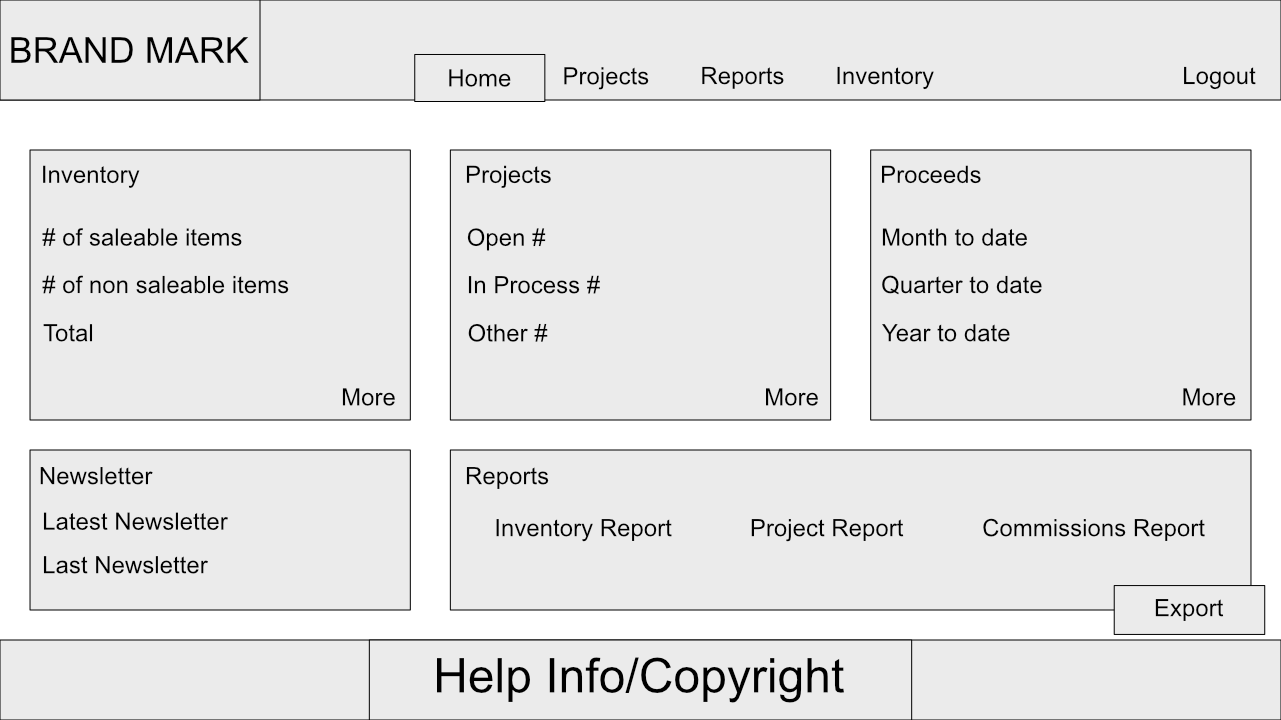 BRAND MARK
Home
Projects
Reports
Inventory
Logout
Inventory
# of saleable items
# of non saleable items
Total
More
Projects
Open #
In Process #
Other #
More
Proceeds
Month to date
Quarter to date
Year to date
More
Newsletter
Latest Newsletter
Last Newsletter
Reports
Inventory Report
Project Report
Commissions Report
Export
Help Info/Copyright